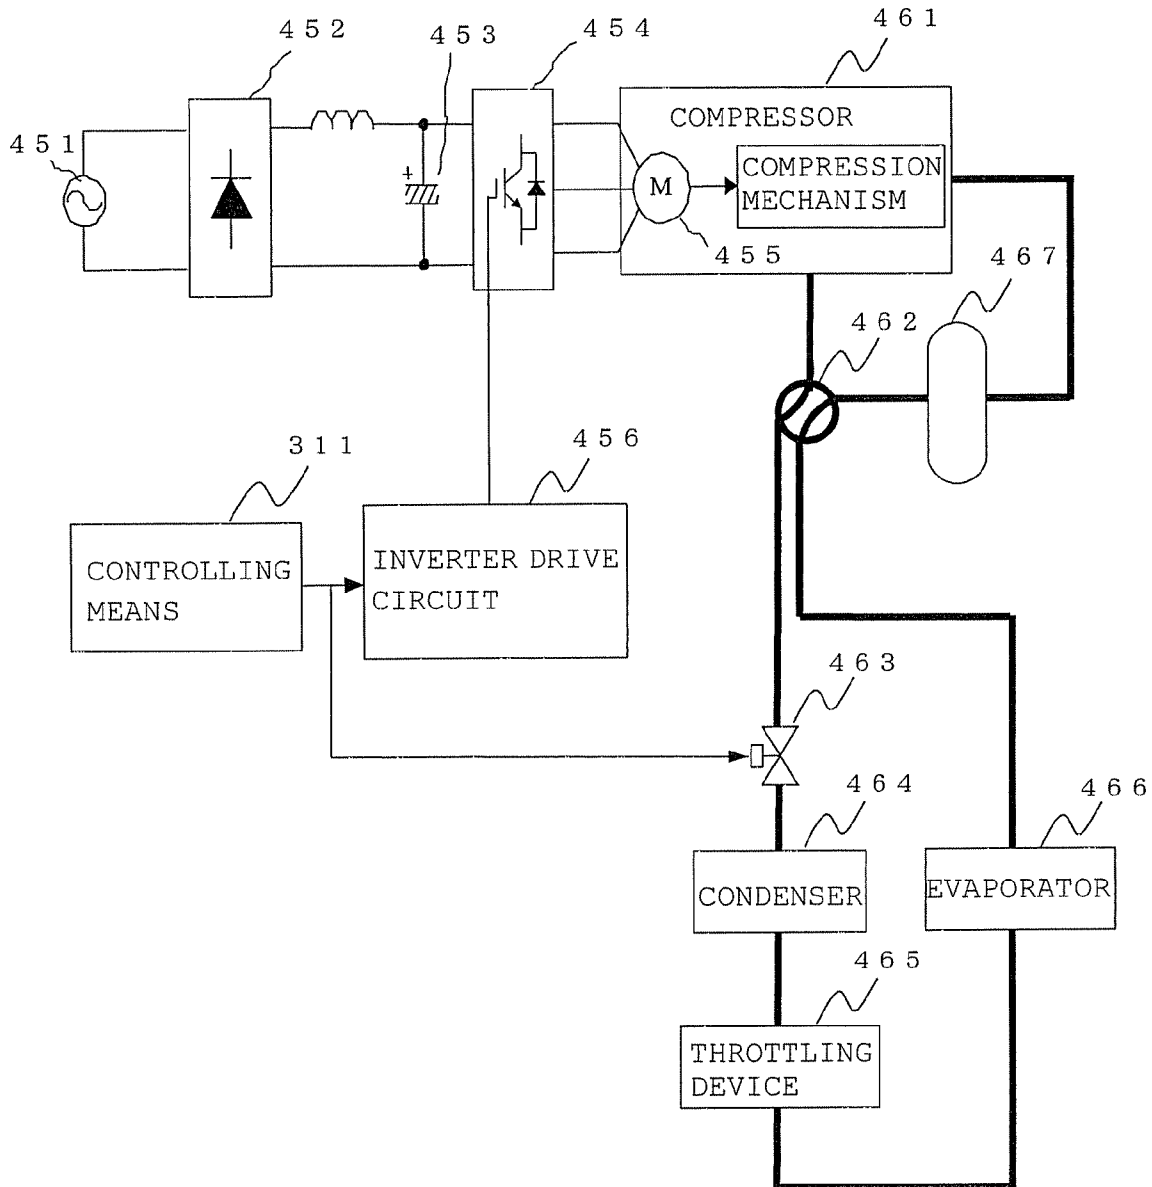 452
453
454
461
451
COMPRESSOR
COMPRESSION
MECHANISM
+
M
455
467
462
311
456
CONTROLLING
MEANS
INVERTER DRIVE
CIRCUIT
463
464
466
CONDENSER
EVAPORATOR
465
THROTTLING
DEVICE